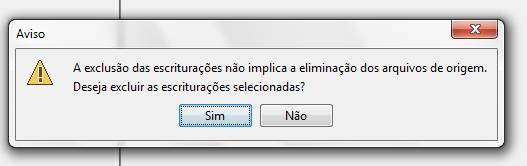 Aviso
A exclusão das escriturações não implica a eliminação dos arquivos de origem.
Deseja excluir as escriturações selecionadas?
Sim Não